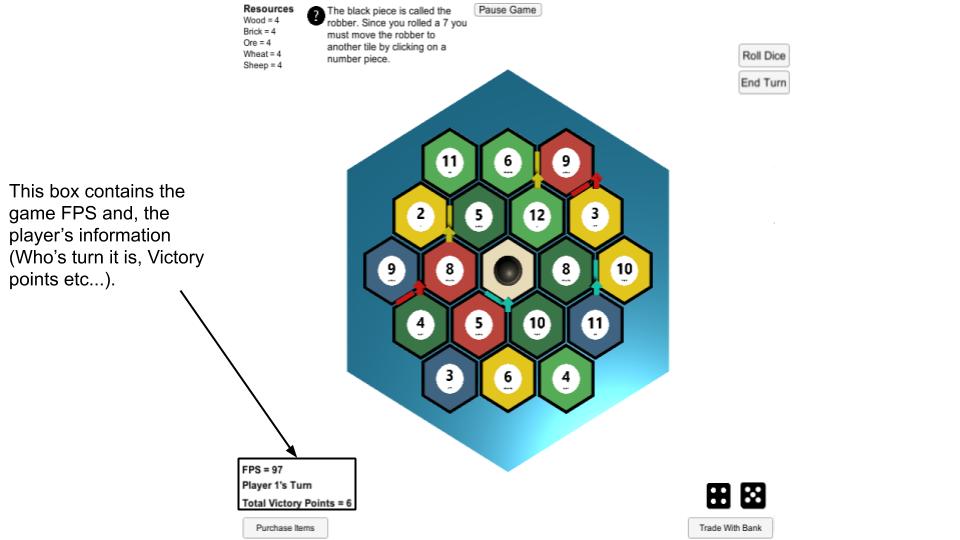 Resources
Wood = 4
Brick = 4
Ore = 4
Wheat = 4
Sheep = 4
?
The black piece is called the
robber. Since you rolled a 7 you
must move the robber to
another tile by clicking on a
number piece.
Pause Game
Roll Dice
End Turn
This box contains the
game FPS and, the
player's information
(Who's turn it is, Victory
points etc...).
11 6 9
2 5 12 3
9 8 8 10
4 5 10 11
3 6 4
FPS = 97
Player 1's Turn
Total Victory Points = 6
Purchase Items
Trade With Bank